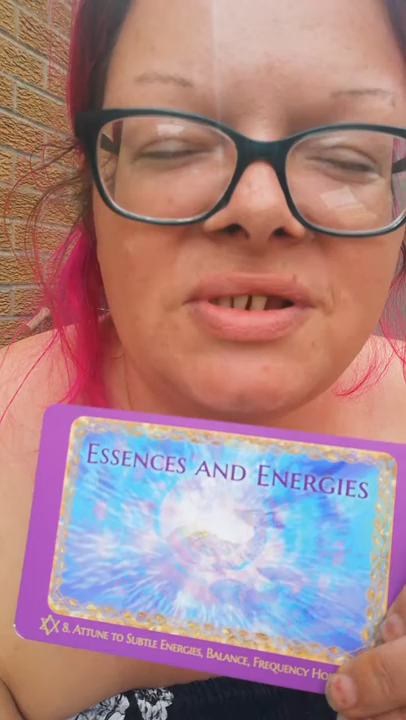 Essences and Energies
8. Attune to Subtle Energies, Balance, Frequency